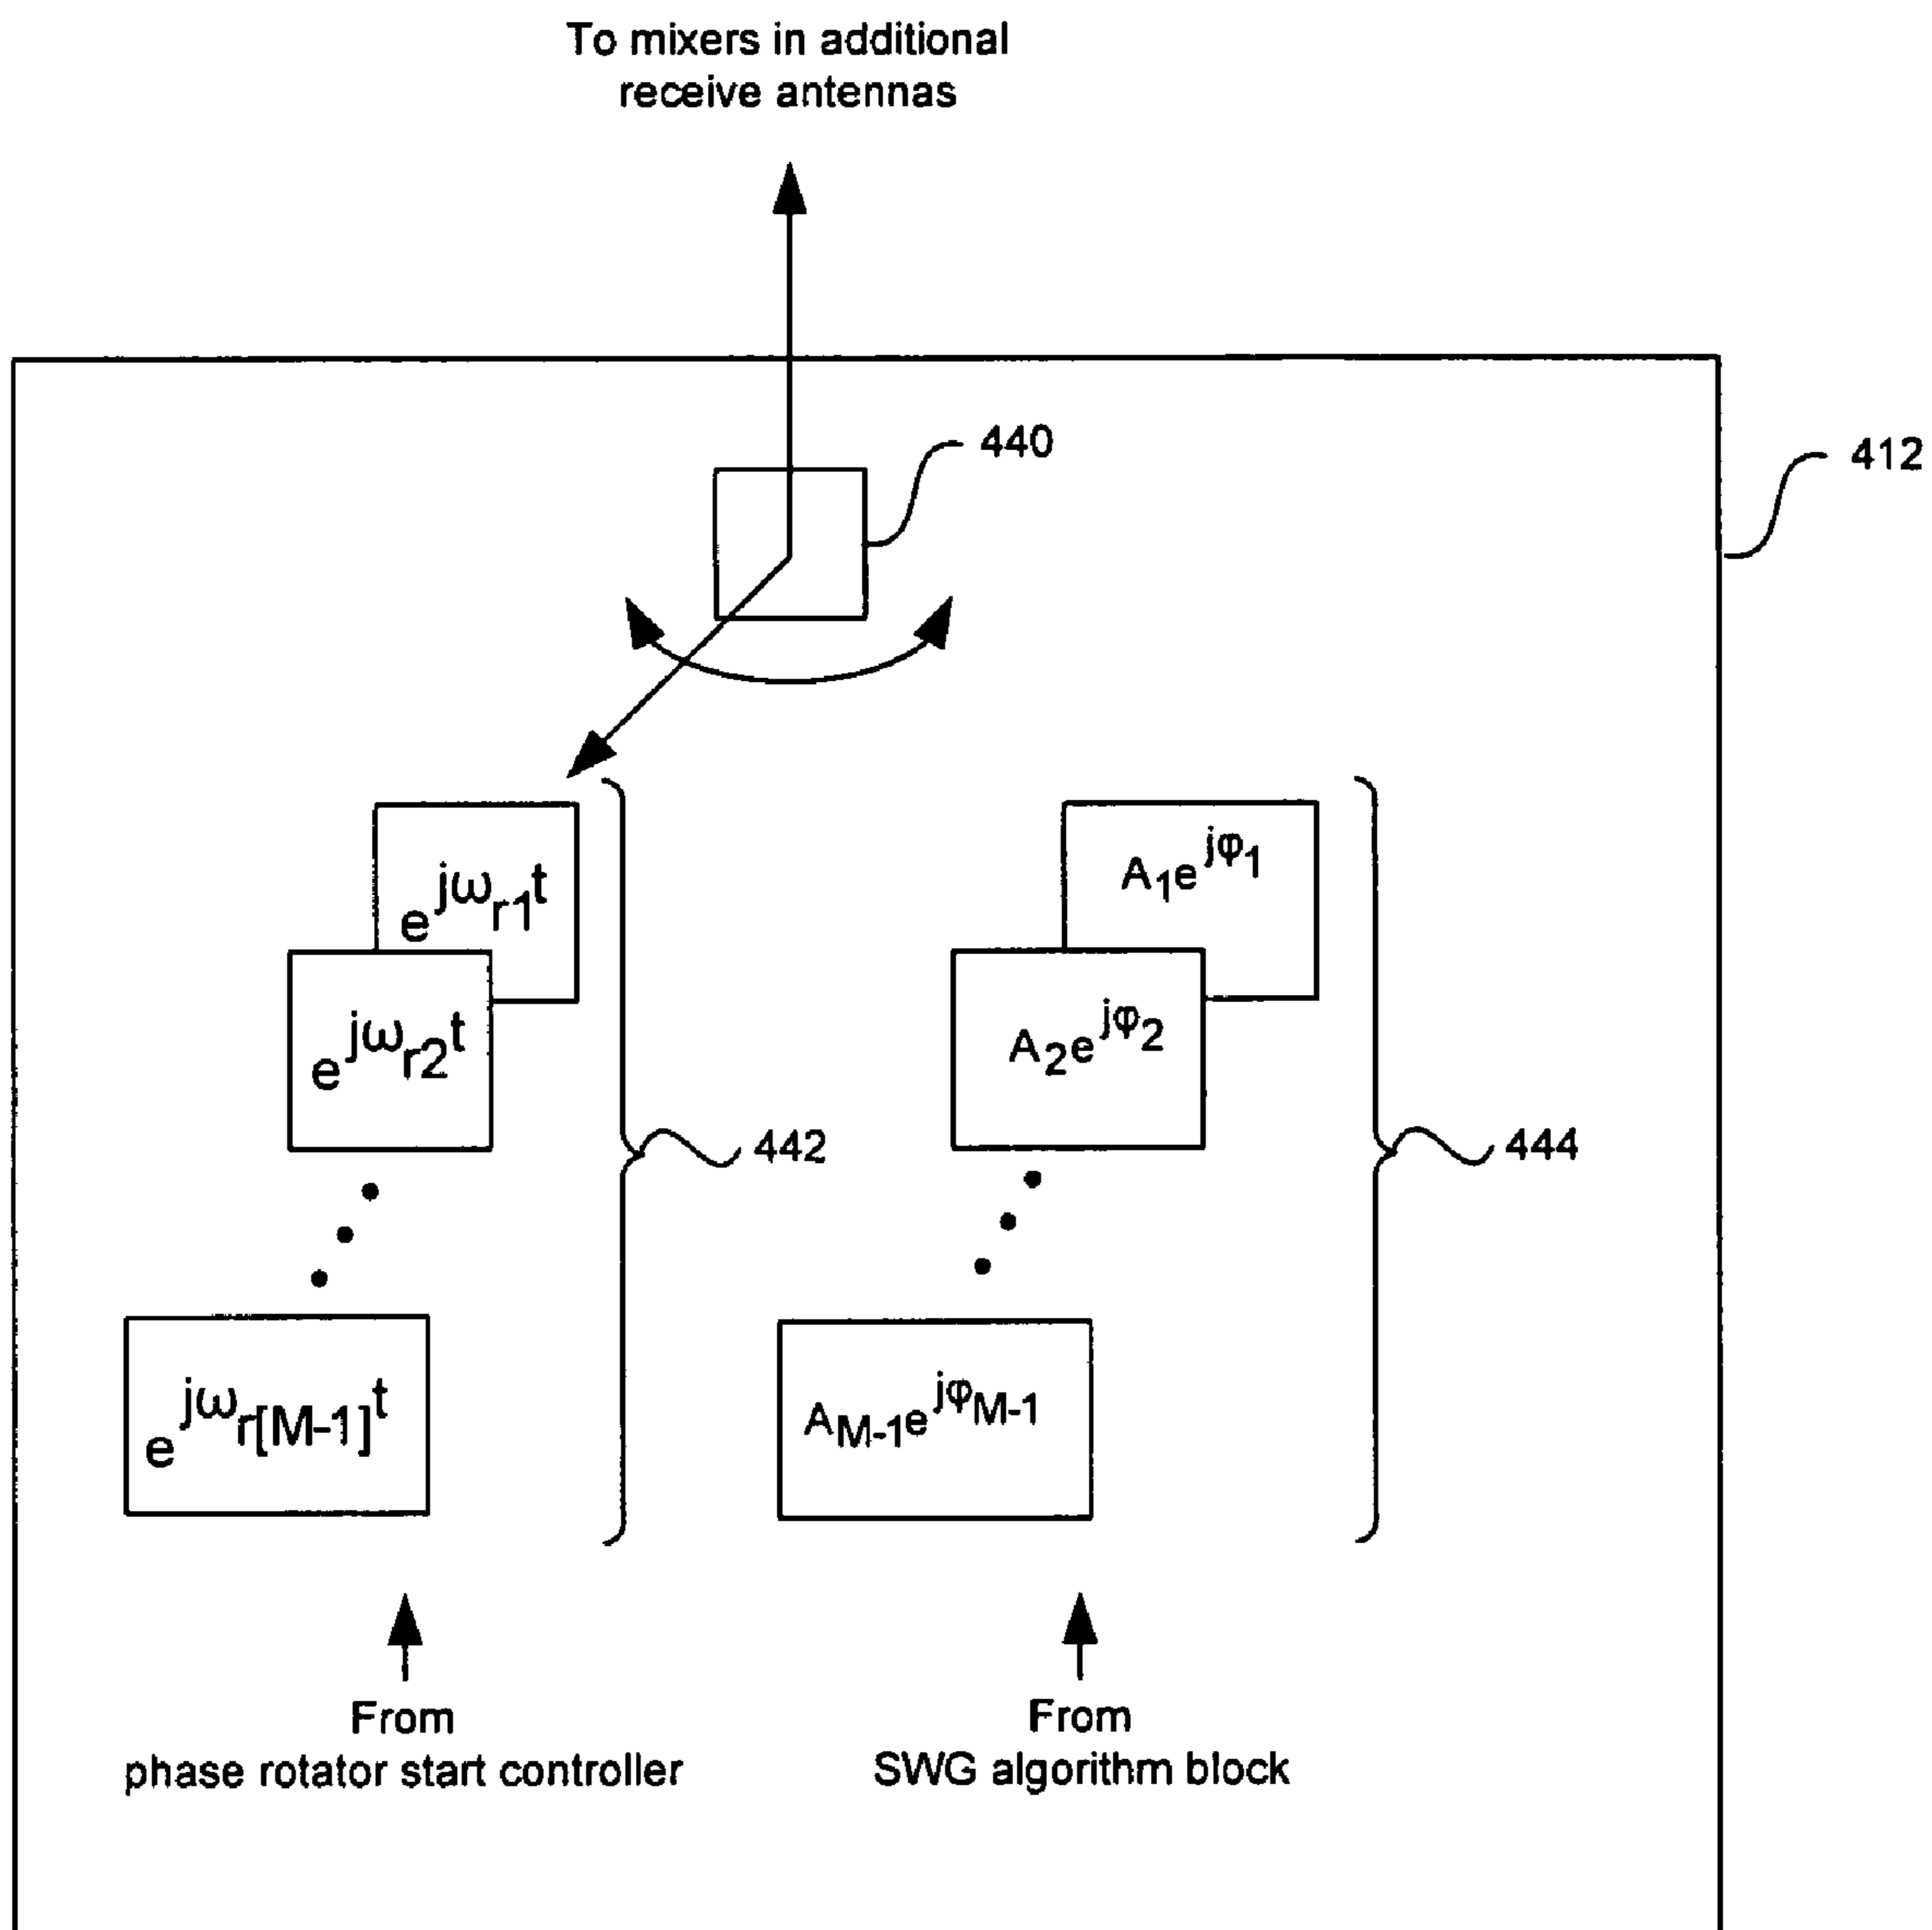 To mixers in additional
receive antennas
440
412
e^{jω_{r1}t}
A_1e^{jφ_1}
e^{jω_{r2}t}
A_2e^{jφ_2}
442
444
e^{jω_{r[M-1]}t}
A_{M-1}e^{jφ_{M-1}}
From
phase rotator start controller
From
SWG algorithm block